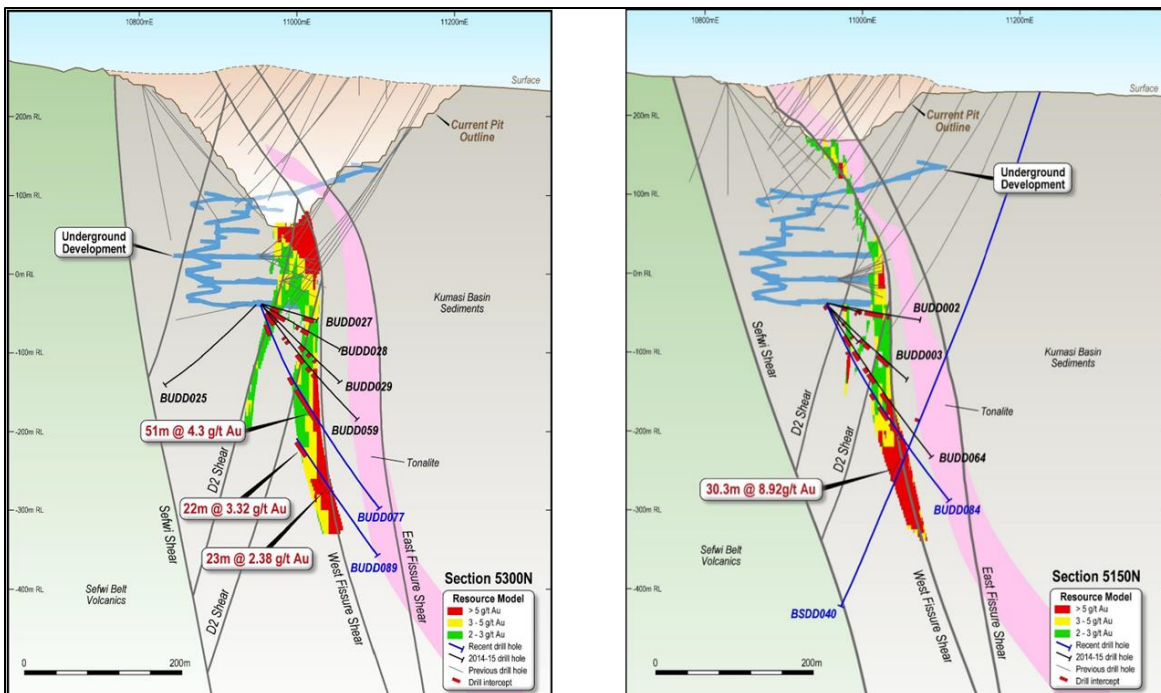 10800mE
11000mE
Surface
200m RL
Current Pit
Outline
100m RL
Underground
Development
0m RL
Kumasi Basin
Sediments
BUDD027
BUDD028
-100m RL
BUDD029
BUDD025
BUDD059
51m @ 4.3 g/t Au
-200m RL
D2 Shear
Tonalite
22m @ 3.32 g/t Au
BUDD077
-300m RL
Sefwi Shear
23m @ 2.38 g/t Au
BUDD089
West Fissure Shear
East Fissure Shear
Sefwi Belt
Volcanics
D2 Shear
-400m RL
Section 5300N
Resource Model
> 5 g/t Au
3 - 5 g/t Au
2 - 3 g/t Au
Recent drill hole
2014-15 drill hole
Previous drill hole
Drill intercept
0
200m
10800mE
11000mE
11200mE
Surface
200m RL
Current Pit
Outline
100m RL
Underground
Development
0m RL
BUDD002
Sefwi Shear
Kumasi Basin
Sediments
-100m RL
BUDD003
D2 Shear
Tonalite
-200m RL
D2 Shear
BUDD064
30.3m @ 8.92g/t Au
BUDD084
-300m RL
Sefwi Belt
Volcanics
West Fissure Shear
East Fissure Shear
-400m RL
BSDD040
Section 5150N
Resource Model
> 5 g/t Au
3 - 5 g/t Au
2 - 3 g/t Au
Recent drill hole
2014-15 drill hole
Previous drill hole
Drill intercept
0
200m